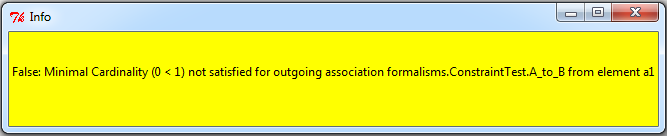 Info
False: Minimal Cardinality (0 < 1) not satisfied for outgoing association formalisms.ConstraintTest.A_to_B from element a1